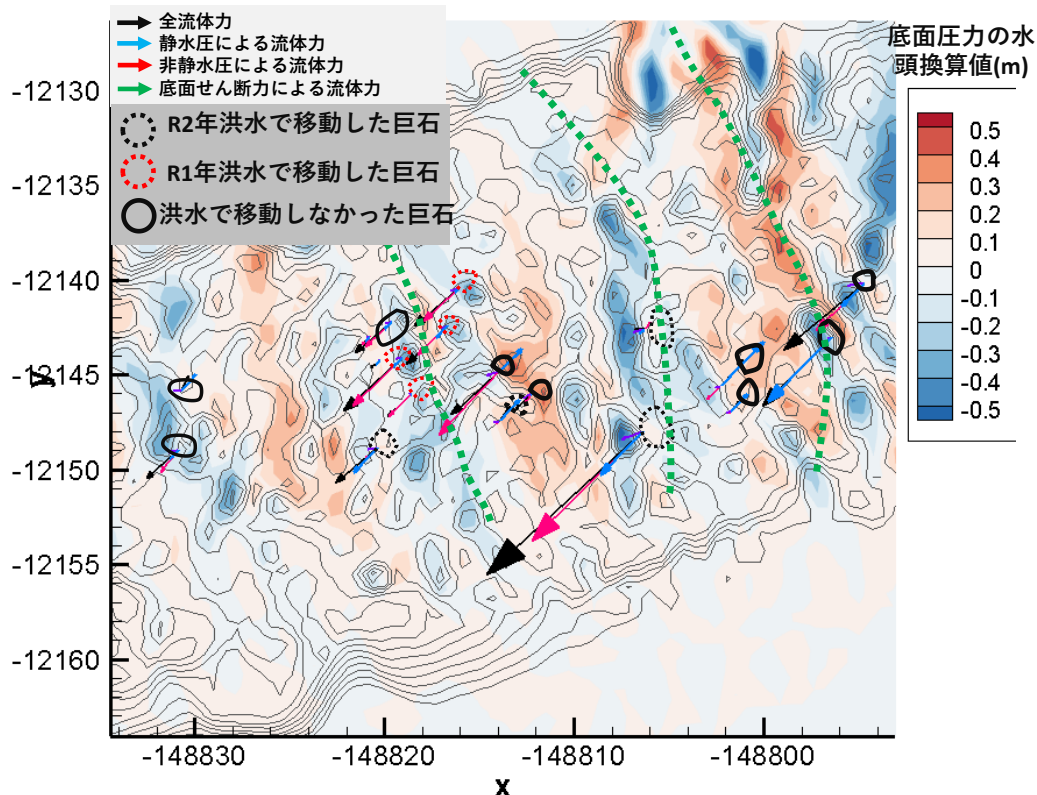 全流体力
静水圧による流体力
非静水圧による流体力
底面せん断力による流体力
R2年洪水で移動した巨石
R1年洪水で移動した巨石
洪水で移動しなかった巨石
底面圧力の水
頭換算値(m)
0.5
0.4
0.3
0.2
0.1
0
-0.1
-0.2
-0.3
-0.4
-0.5
y
-12130
-12135
-12140
-12145
-12150
-12155
-12160
-148830
-148820
-148810
-148800
x